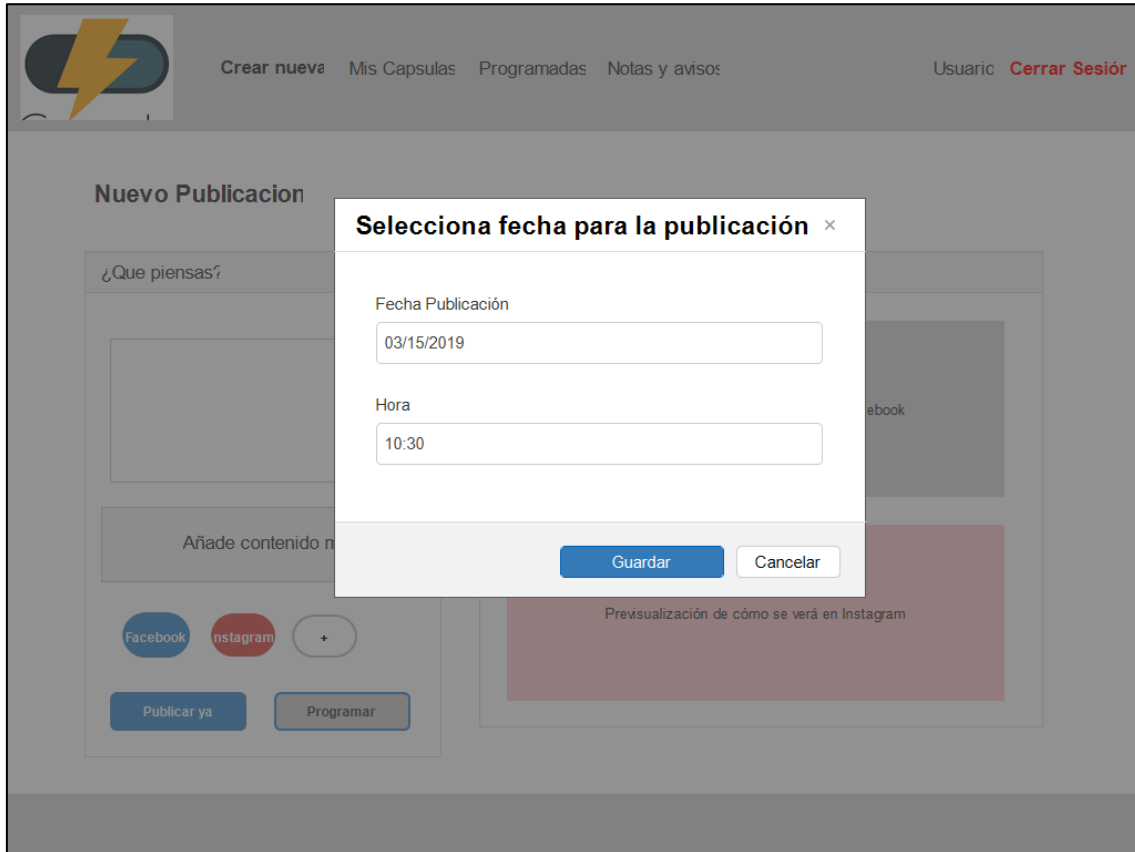 Crear nueva Mis Capsulas Programadas Notas y avisos Usuario Cerrar Sesión
Nuevo Publicacion
Selecciona fecha para la publicación ×
¿Que piensas?
Fecha Publicación
03/15/2019
Hora
ebook
10:30
Añade contenido m
Guardar Cancelar
Previsualización de cómo se verá en Instagram
Facebook nstagram +
Publicar ya Programar